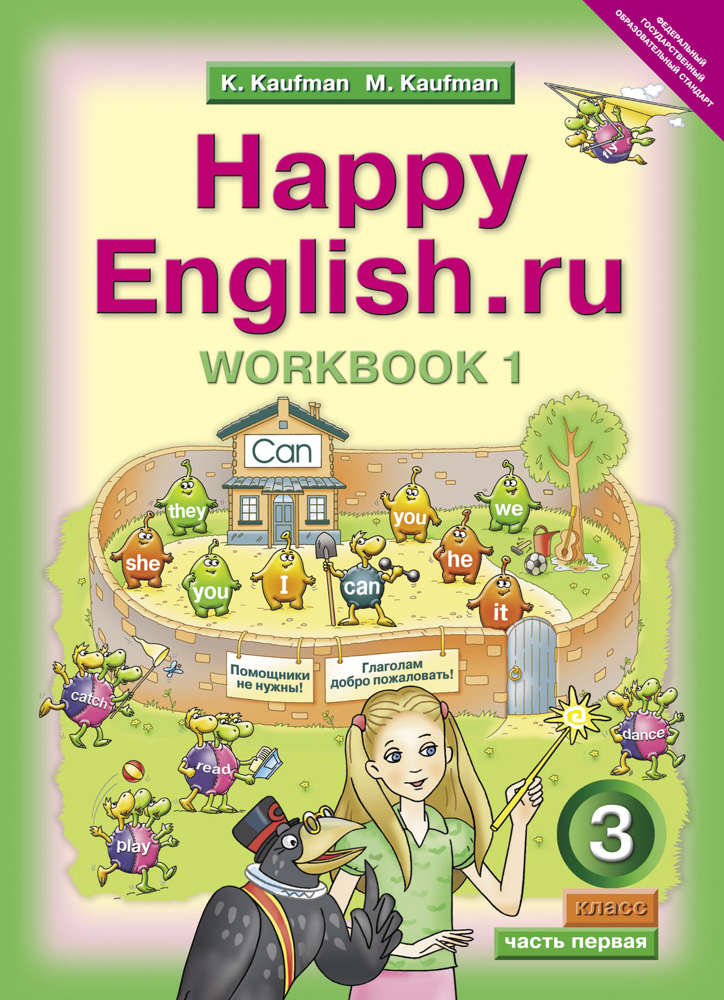 ФЕДЕРАЛЬНЫЙ
ГОСУДАРСТВЕННЫЙ
ОБРАЗОВАТЕЛЬНЫЙ СТАНДАРТ
K. Kaufman M. Kaufman
fly
Happy
English.ru
WORKBOOK 1
Can
they
you
we
she
you
I
can
he
it
Помощники
не нужны!
Глаголам
добро пожаловать!
catch
read
dance
play
3
класс
часть первая